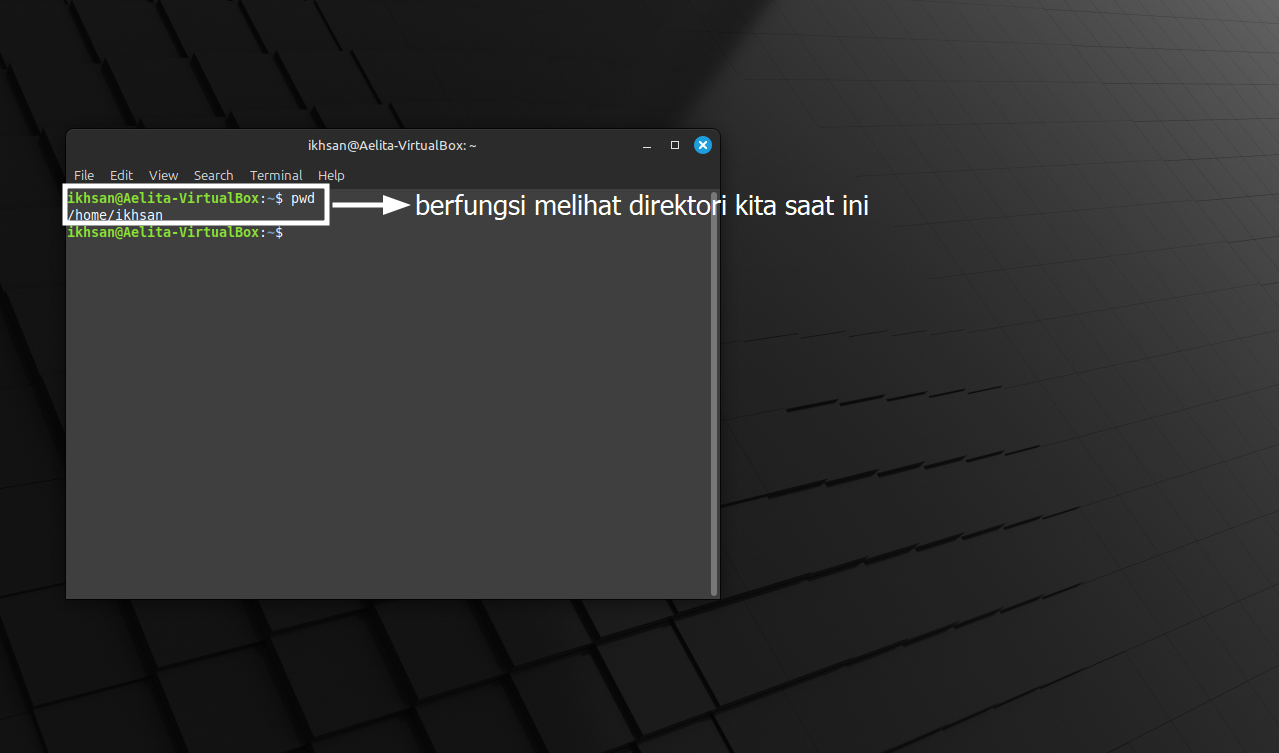 ikhsan@Aelita-VirtualBox: ~
File Edit View Search Terminal Help
ikhsan@Aelita-VirtualBox:~$ pwd
/home/ikhsan
ikhsan@Aelita-VirtualBox:~$
berfungsi melihat direktori kita saat ini